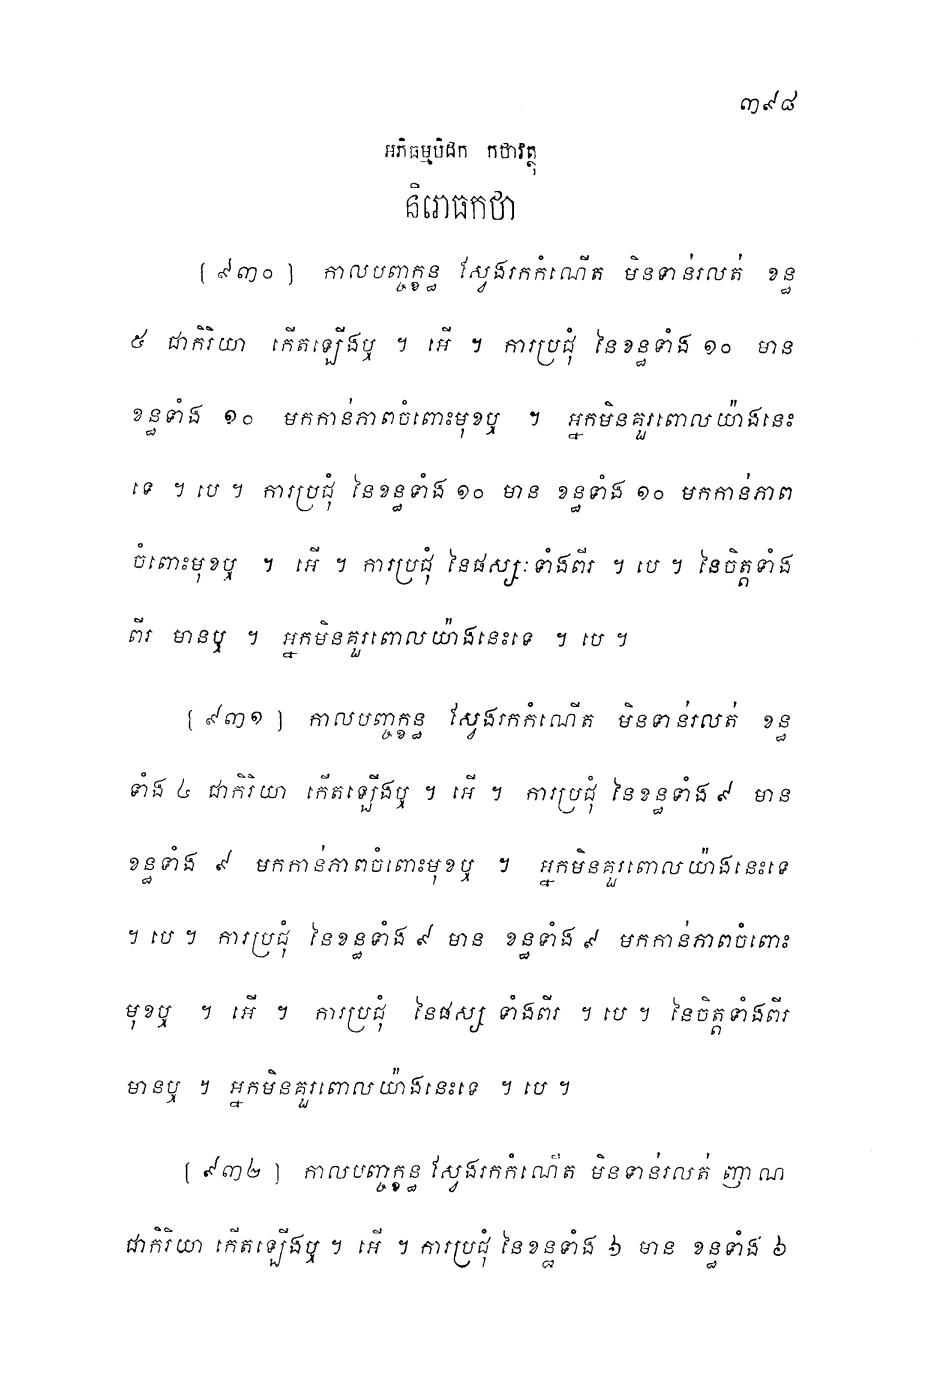 ៣៩៨
អភិធម្មបិដក កថាវត្ថុ
និរោធកថា
(៩៣០) កាលបញ្ចក្ខន្ធ ស្វែងរកកំណើត មិនទាន់រលត់ ខន្ធ
៥ ជាកិរិយា កើតឡើងឬ ។ អើ ។ ការប្រជុំ នៃខន្ធទាំង ១០ មាន
ខន្ធទាំង ១០ មកកាន់ភាពចំពោះមុខឬ ។ អ្នកមិនគួរពោលយ៉ាងនេះ
ទេ ។ បេ ។ ការប្រជុំ នៃខន្ធទាំង ១០ មាន ខន្ធទាំង ១០ មកកាន់ភាព
ចំពោះមុខឬ ។ អើ ។ ការប្រជុំ នៃផស្សៈទាំងពីរ ។ បេ ។ នៃចិត្តទាំង
ពីរ មានឬ ។ អ្នកមិនគួរពោលយ៉ាងនេះទេ ។ បេ ។
(៩៣១) កាលបញ្ចក្ខន្ធ ស្វែងរកកំណើត មិនទាន់រលត់ ខន្ធ
ទាំង ៤ ជាកិរិយា កើតឡើងឬ ។ អើ ។ ការប្រជុំ នៃខន្ធទាំង ៩ មាន
ខន្ធទាំង ៩ មកកាន់ភាពចំពោះមុខឬ ។ អ្នកមិនគួរពោលយ៉ាងនេះទេ
។ បេ ។ ការប្រជុំ នៃខន្ធទាំង ៩ មាន ខន្ធទាំង ៩ មកកាន់ភាពចំពោះ
មុខឬ ។ អើ ។ ការប្រជុំ នៃផស្ស ទាំងពីរ ។ បេ ។ នៃចិត្តទាំងពីរ
មានឬ ។ អ្នកមិនគួរពោលយ៉ាងនេះទេ ។ បេ ។
(៩៣២) កាលបញ្ចក្ខន្ធ ស្វែងរកកំណើត មិនទាន់រលត់ ញាណ
ជាកិរិយា កើតឡើងឬ ។ អើ ។ ការប្រជុំ នៃខន្ធទាំង ៦ មាន ខន្ធទាំង ៦